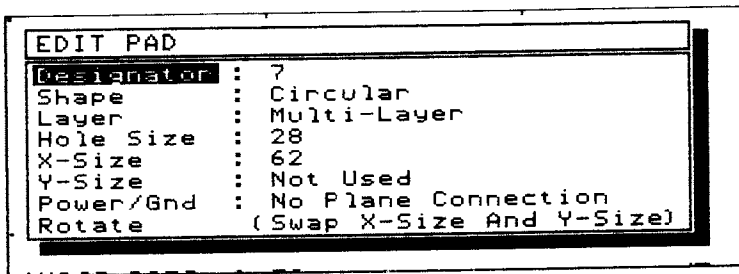 EDIT PAD
Designator : 7
Shape : Circular
Layer : Multi-Layer
Hole Size : 28
X-Size : 62
Y-Size : Not Used
Power/Gnd : No Plane Connection
Rotate (Swap X-Size And Y-Size)